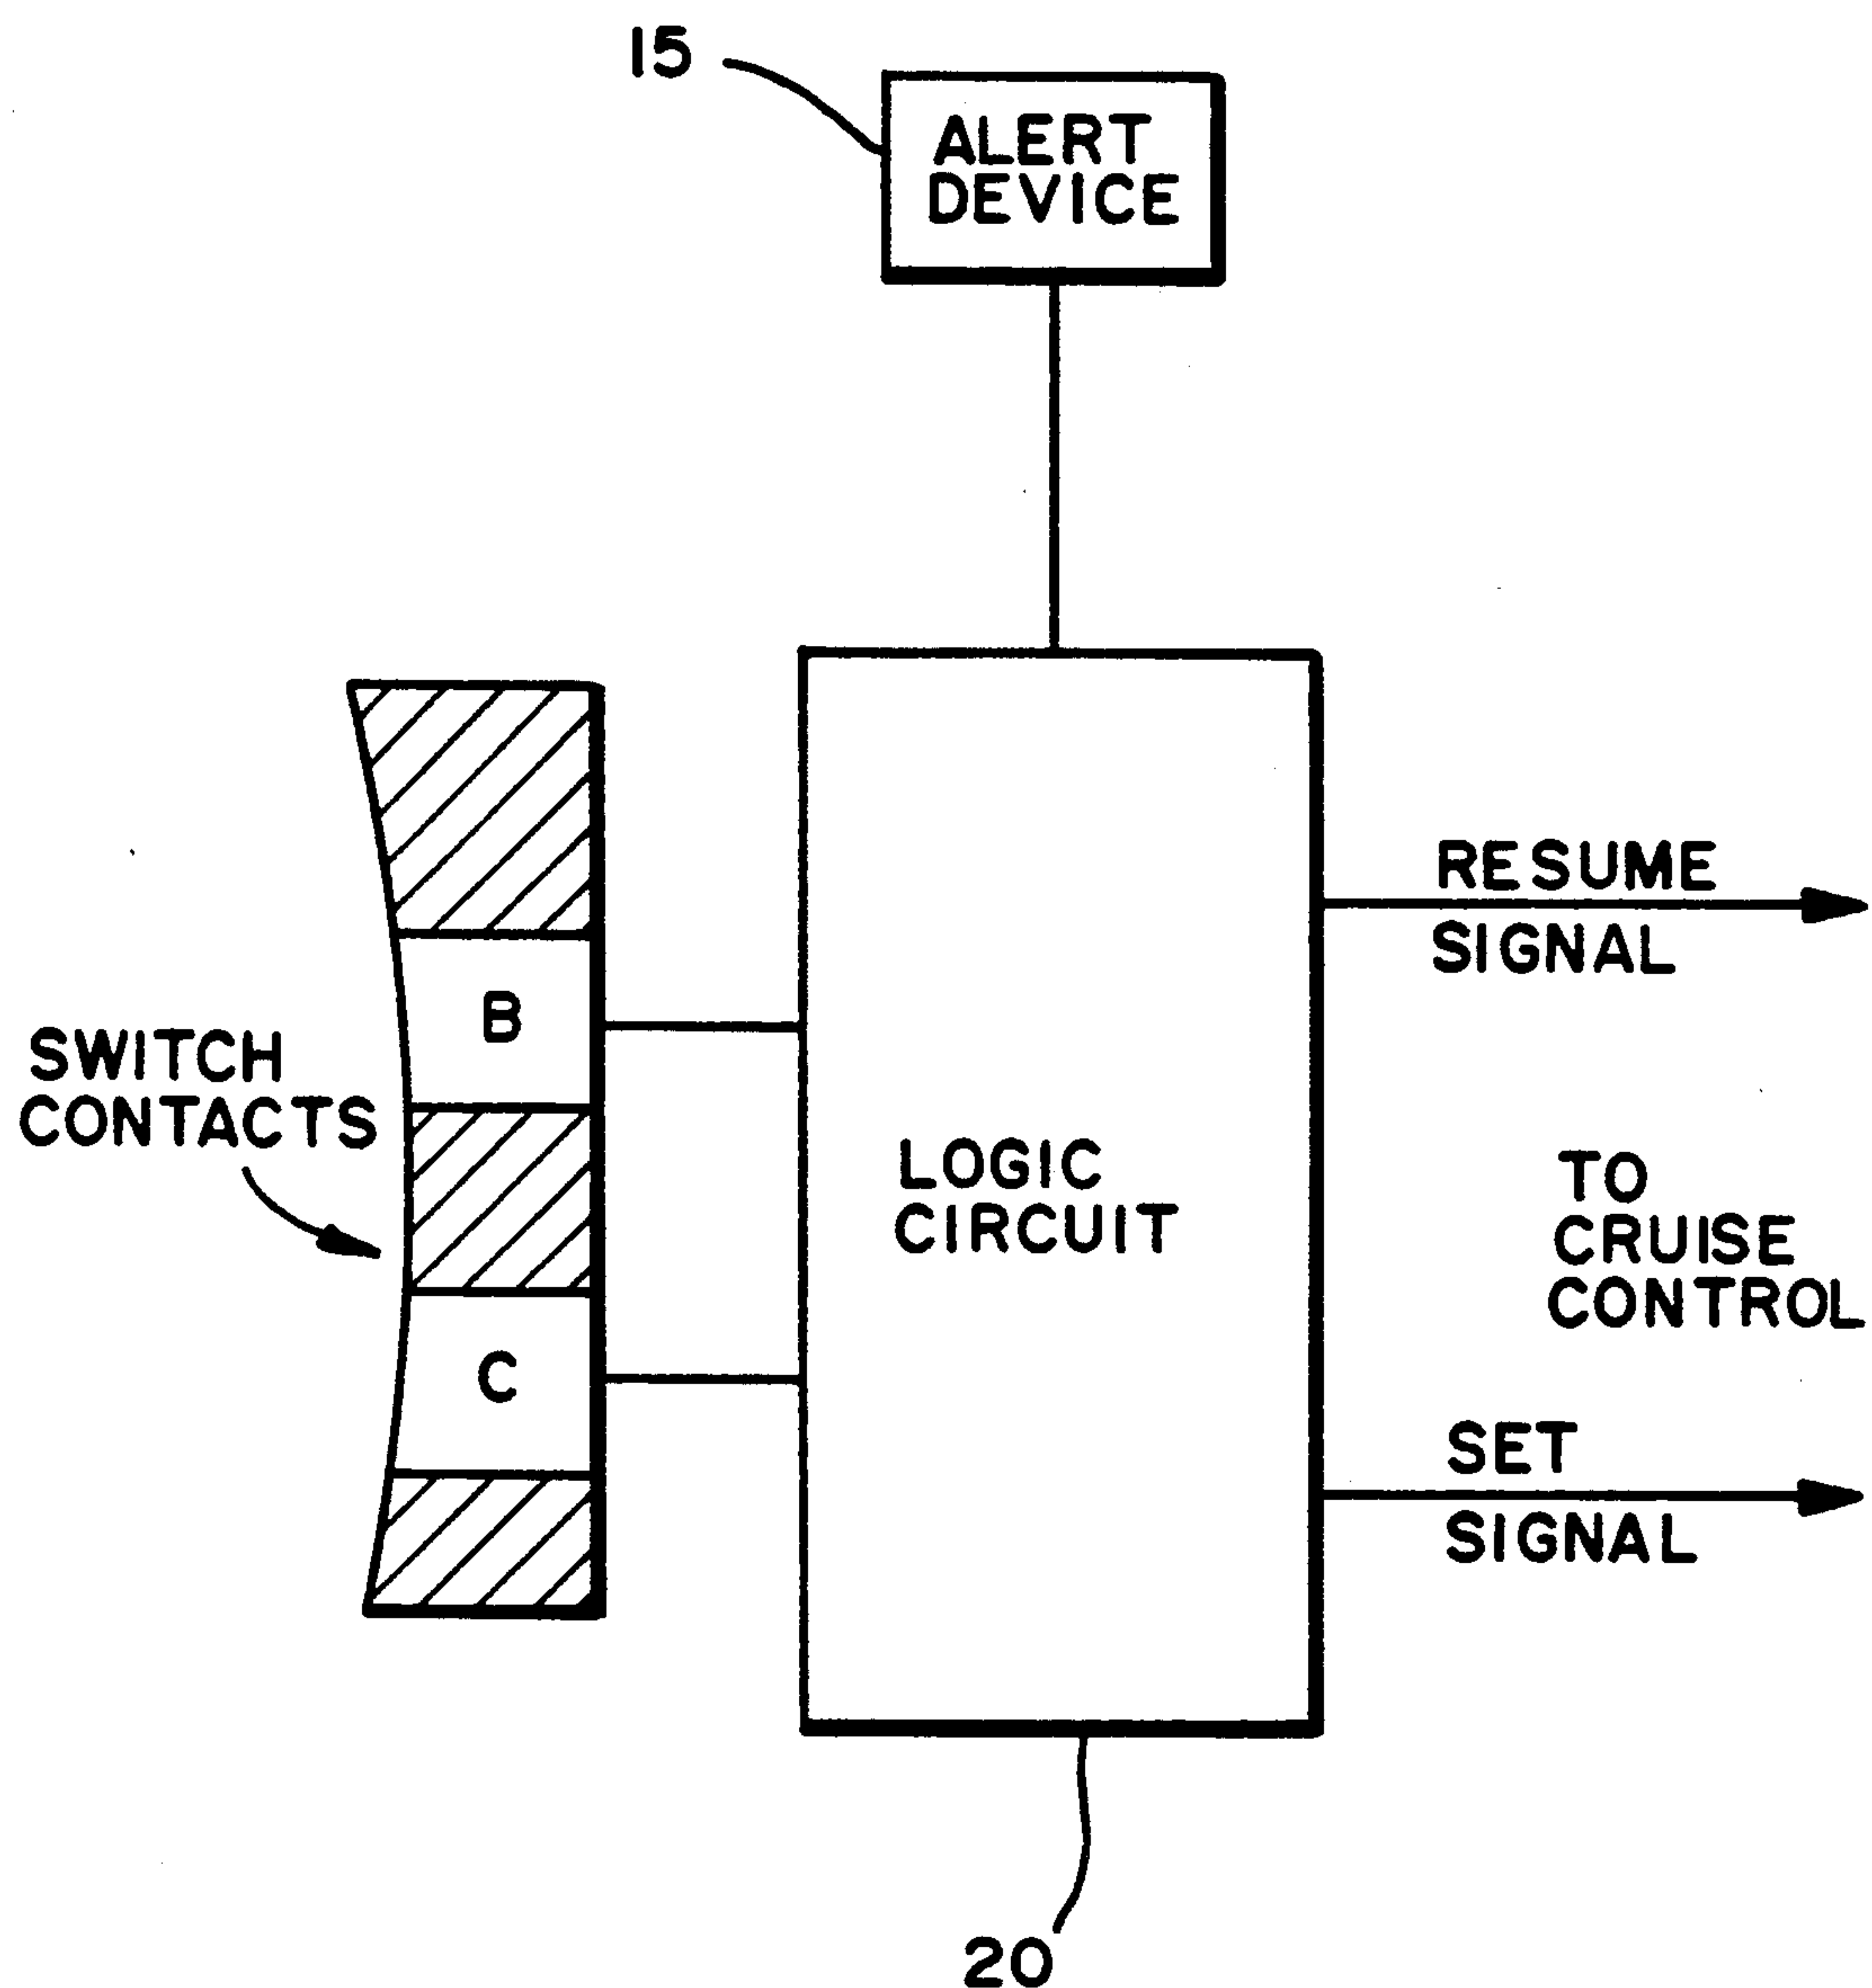 15
ALERT
DEVICE
RESUME
SIGNAL
B
SWITCH
CONTACTS
LOGIC
CIRCUIT
TO
CRUISE
CONTROL
C
SET
SIGNAL
20